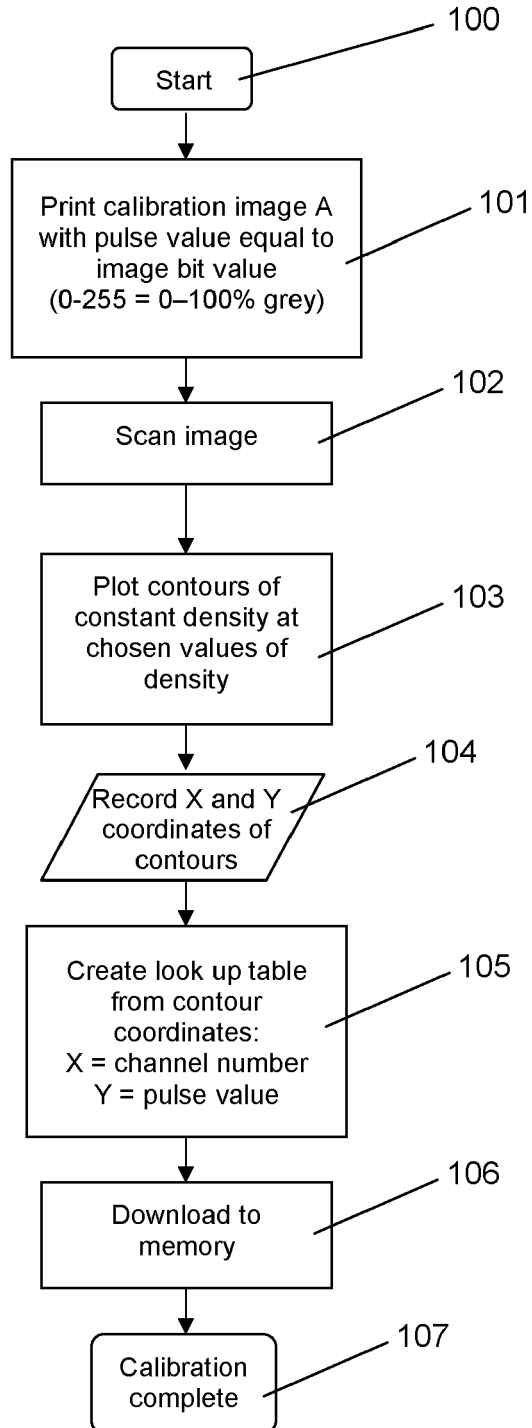 100
Start
Print calibration image A
with pulse value equal to
image bit value
(0-255 = 0–100% grey)
101
102
Scan image
Plot contours of
constant density at
chosen values of
density
103
104
Record X and Y
coordinates of
contours
Create look up table
from contour
coordinates:
X = channel number
Y = pulse value
105
106
Download to
memory
107
Calibration
complete